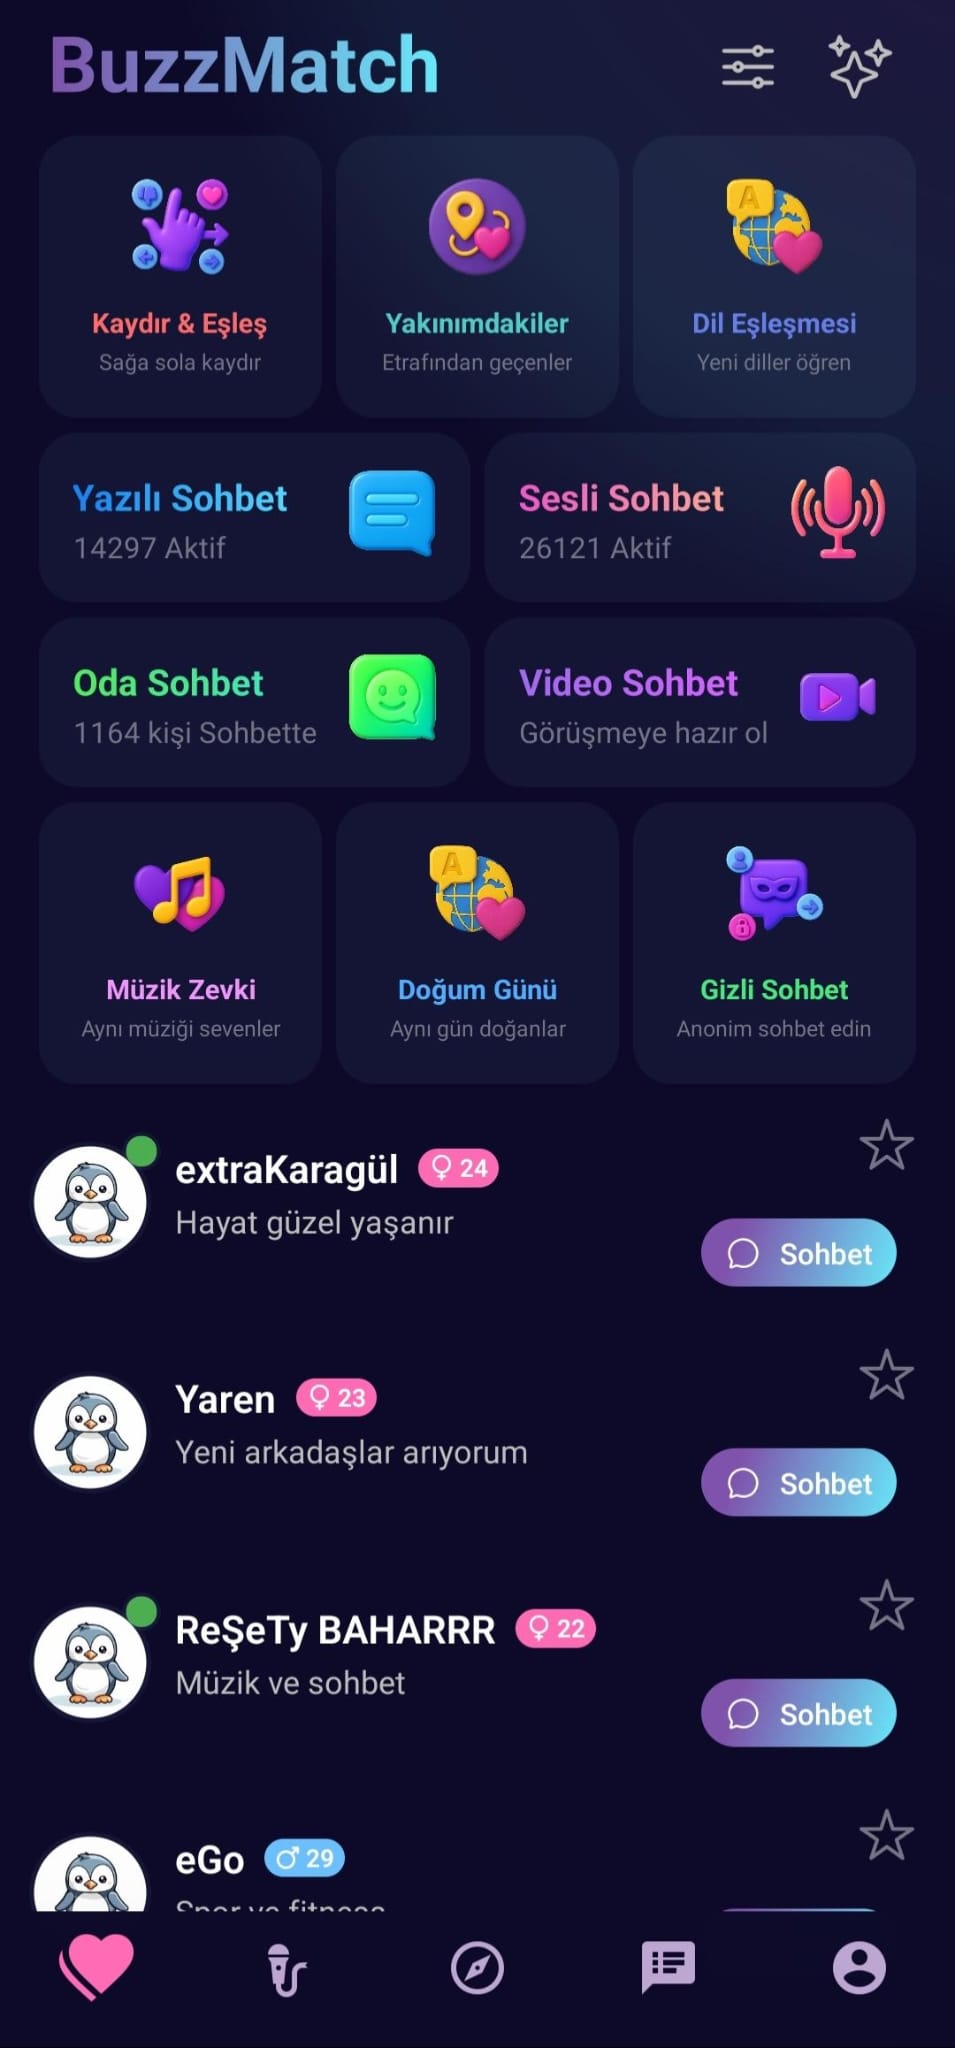 BuzzMatch
Kaydır & Eşleş
Sağa sola kaydır
Yakınımdakiler
Etrafından geçenler
A
Dil Eşleşmesi
Yeni diller öğren
Yazılı Sohbet
14297 Aktif
Sesli Sohbet
26121 Aktif
Oda Sohbet
1164 kişi Sohbette
Video Sohbet
Görüşmeye hazır ol
Müzik Zevki
Aynı müziği sevenler
A
Doğum Günü
Aynı gün doğanlar
Gizli Sohbet
Anonim sohbet edin
extraKaragül ♀ 24
Hayat güzel yaşanır
Sohbet
Yaren ♀ 23
Yeni arkadaşlar arıyorum
Sohbet
ReŞeTy BAHARRR ♀ 22
Müzik ve sohbet
Sohbet
eGo ♂ 29
Spor ve fitness